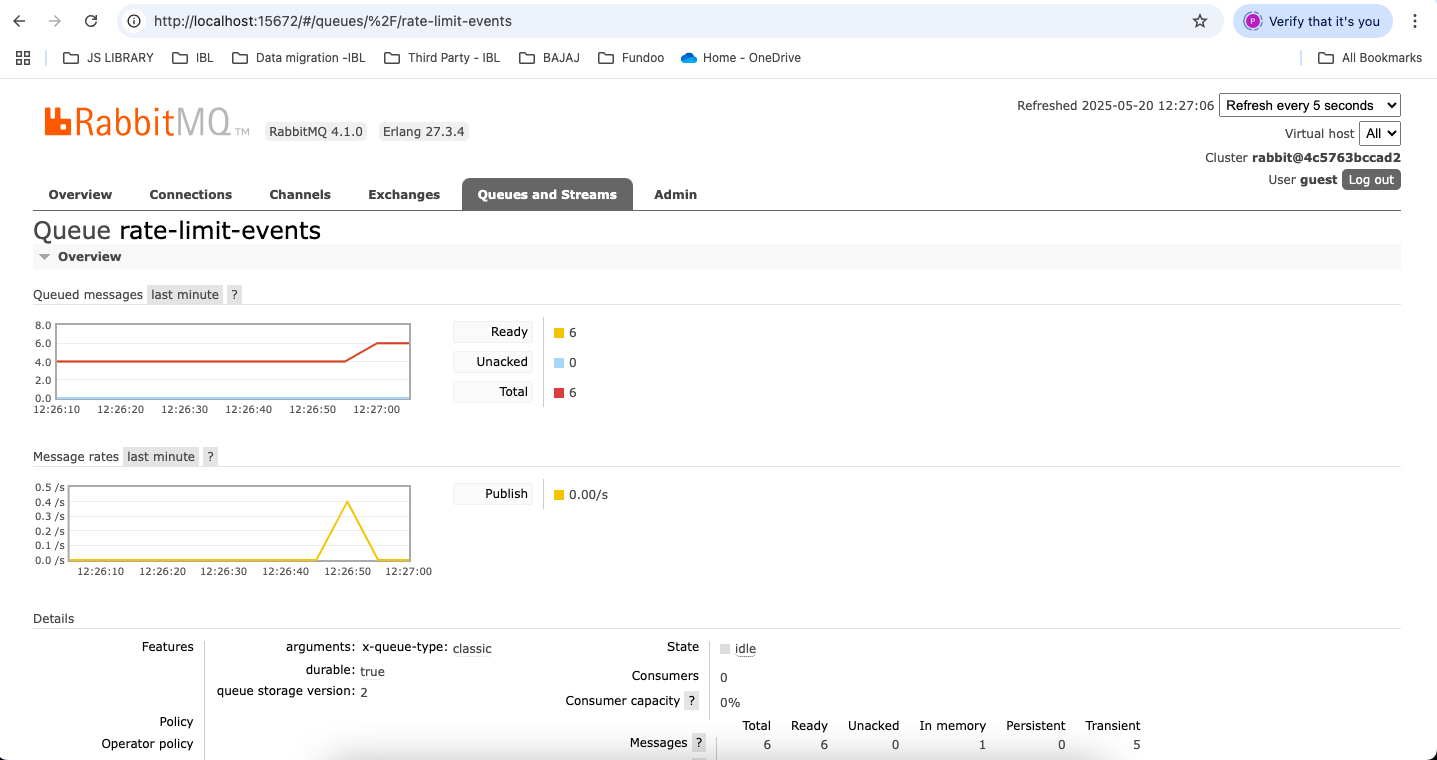 http://localhost:15672/#/queues/%2F/rate-limit-events
P
Verify that it's you
JS LIBRARY
IBL
Data migration -IBL
Third Party - IBL
BAJAJ
Fundoo
Home - OneDrive
All Bookmarks
RabbitMQ TM
RabbitMQ 4.1.0
Erlang 27.3.4
Refreshed 2025-05-20 12:27:06 Refresh every 5 seconds
Virtual host All
Cluster rabbit@4c5763bccad2
User guest Log out
Overview
Connections
Channels
Exchanges
Queues and Streams
Admin
Queue rate-limit-events
Overview
Queued messages last minute ?
8.0
6.0
4.0
2.0
0.0
12:26:10 12:26:20 12:26:30 12:26:40 12:26:50 12:27:00
Ready 6
Unacked 0
Total 6
Message rates last minute ?
0.5 /s
0.4 /s
0.3 /s
0.2 /s
0.1 /s
0.0 /s
12:26:10 12:26:20 12:26:30 12:26:40 12:26:50 12:27:00
Publish 0.00/s
Details
Features
arguments: x-queue-type: classic
durable: true
queue storage version: 2
Policy
Operator policy
State idle
Consumers 0
Consumer capacity ? 0%
Total Ready Unacked In memory Persistent Transient
Messages ? 6 6 0 1 0 5